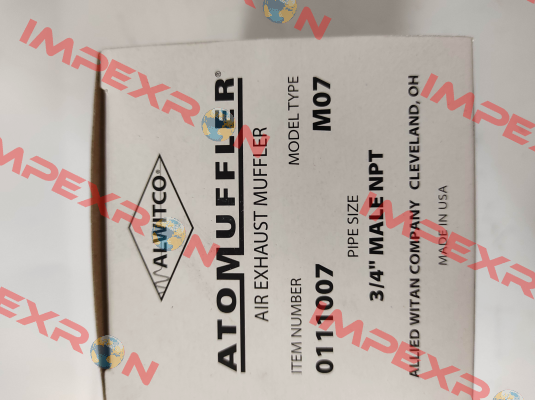 ALWITCO®
ATOMUFFLER®
AIR EXHAUST MUFFLER
ITEM NUMBER MODEL TYPE
0111007 M07
PIPE SIZE
3/4" MALE NPT
ALLIED WITAN COMPANY CLEVELAND, OH
MADE IN USA
IMPEXRON
IMPEXRON
IMPEXRON
IMPEXRON
IMPEXRON
IMPEXRON